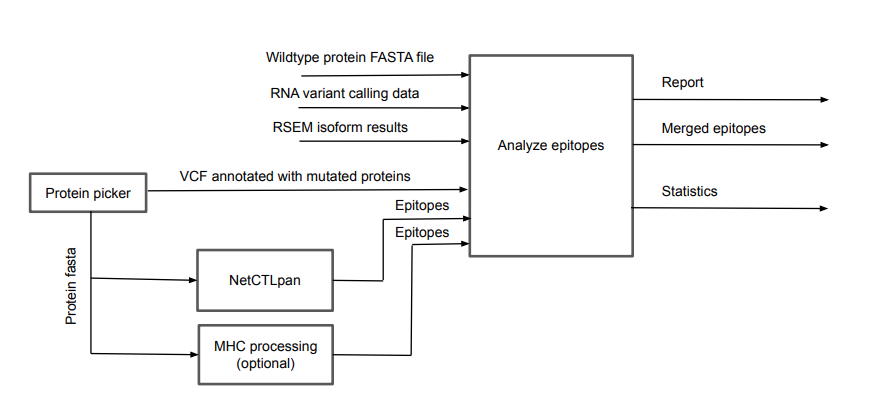 Wildtype protein FASTA file
RNA variant calling data
RSEM isoform results
VCF annotated with mutated proteins
Epitopes
Epitopes
Protein picker
Protein fasta
NetCTLpan
MHC processing
(optional)
Analyze epitopes
Report
Merged epitopes
Statistics